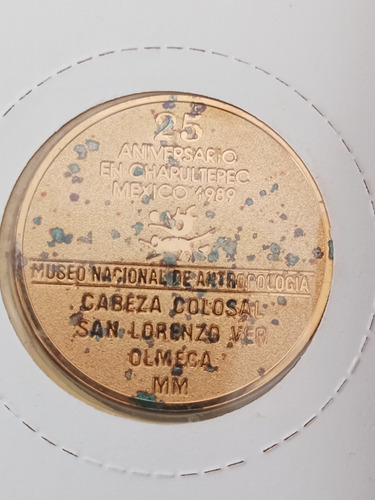 25
ANIVERSARIO
EN CHAPULTEPEC
MEXICO 1989
MUSEO NACIONAL DE ANTROPOLOGIA
CABEZA COLOSAL
SAN LORENZO VER
OLMECA
MM